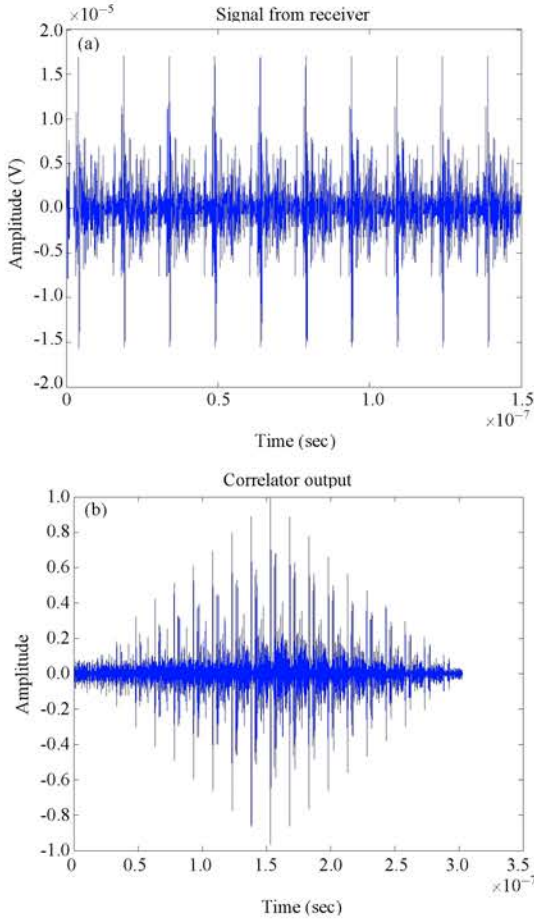 Signal from receiver
×10⁻⁵
(a)
2.0
1.5
1.0
0.5
0.0
-0.5
-1.0
-1.5
-2.0
Amplitude (V)
0 0.5 1.0 1.5
×10⁻⁷
Time (sec)
Correlator output
(b)
1.0
0.8
0.6
0.4
0.2
0.0
-0.2
-0.4
-0.6
-0.8
-1.0
Amplitude
0 0.5 1.0 1.5 2.0 2.5 3.0 3.5
×10⁻⁷
Time (sec)